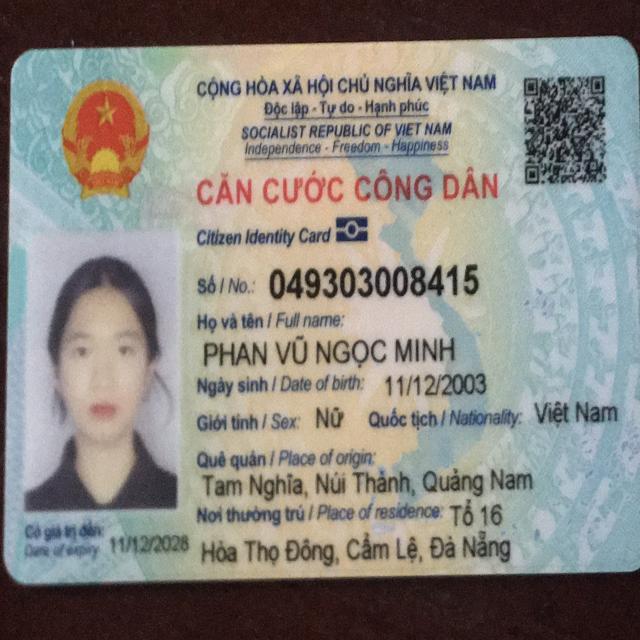 CỘNG HÒA XÃ HỘI CHỦ NGHĨA VIỆT NAM
Độc lập - Tự do - Hạnh phúc
SOCIALIST REPUBLIC OF VIET NAM
Independence - Freedom - Happiness
CĂN CƯỚC CÔNG DÂN
Citizen Identity Card
Số / No.: 049303008415
Họ và tên / Full name:
PHAN VŨ NGỌC MINH
Ngày sinh / Date of birth: 11/12/2003
Giới tính / Sex: Nữ Quốc tịch / Nationality: Việt Nam
Quê quán / Place of origin:
Tam Nghĩa, Núi Thành, Quảng Nam
Nơi thường trú / Place of residence: Tổ 16
Hòa Thọ Đông, Cẩm Lệ, Đà Nẵng
Có giá trị đến:
Date of expiry 11/12/2028